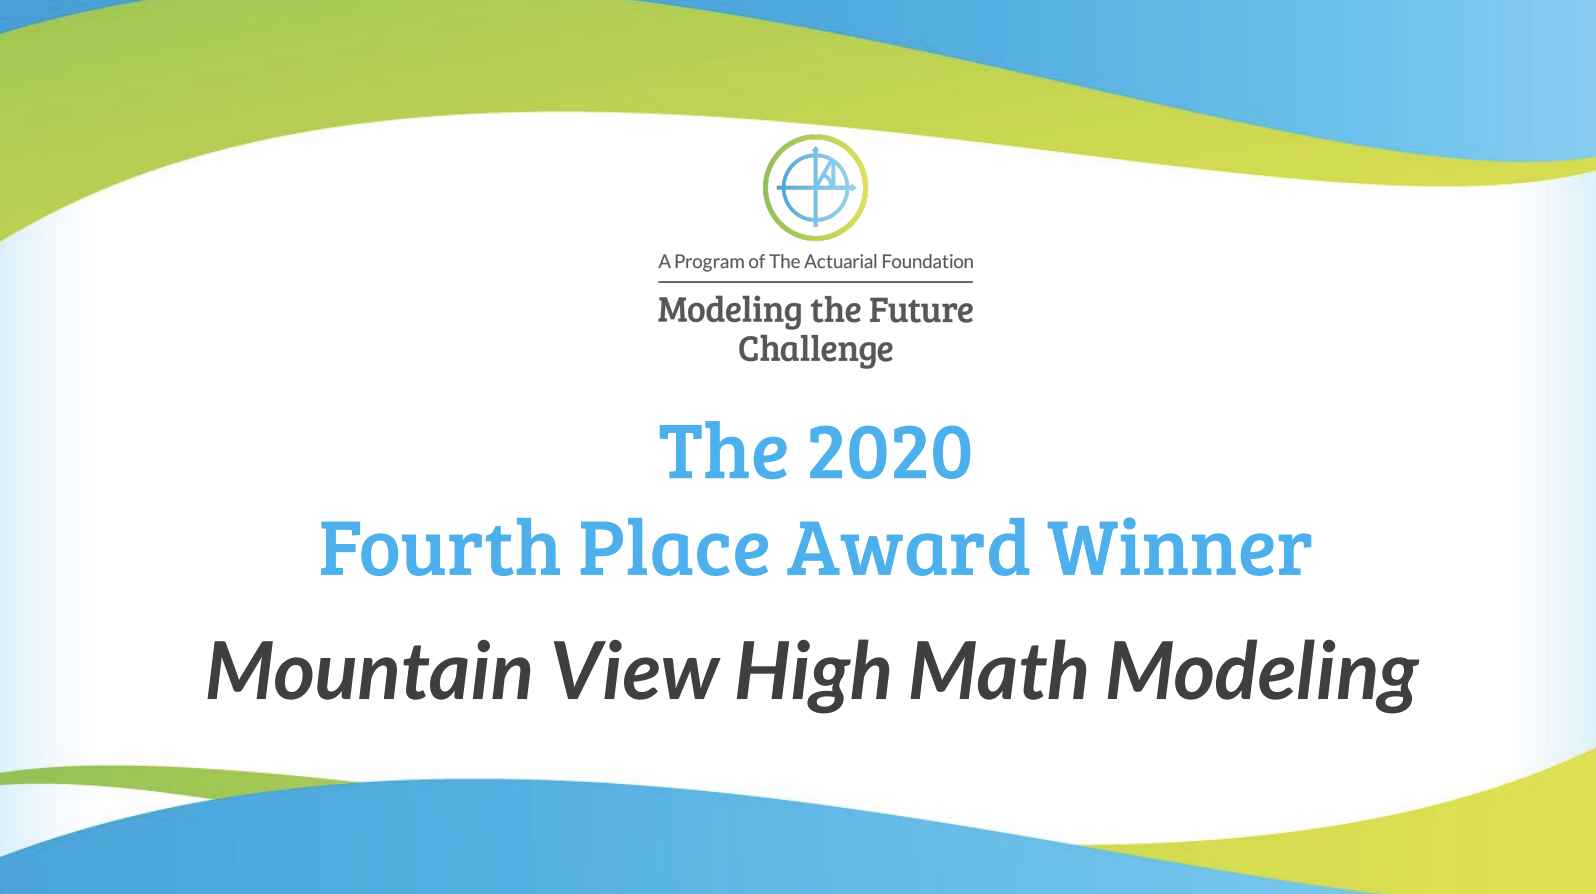 A Program of The Actuarial Foundation
Modeling the Future
Challenge
The 2020
Fourth Place Award Winner
Mountain View High Math Modeling